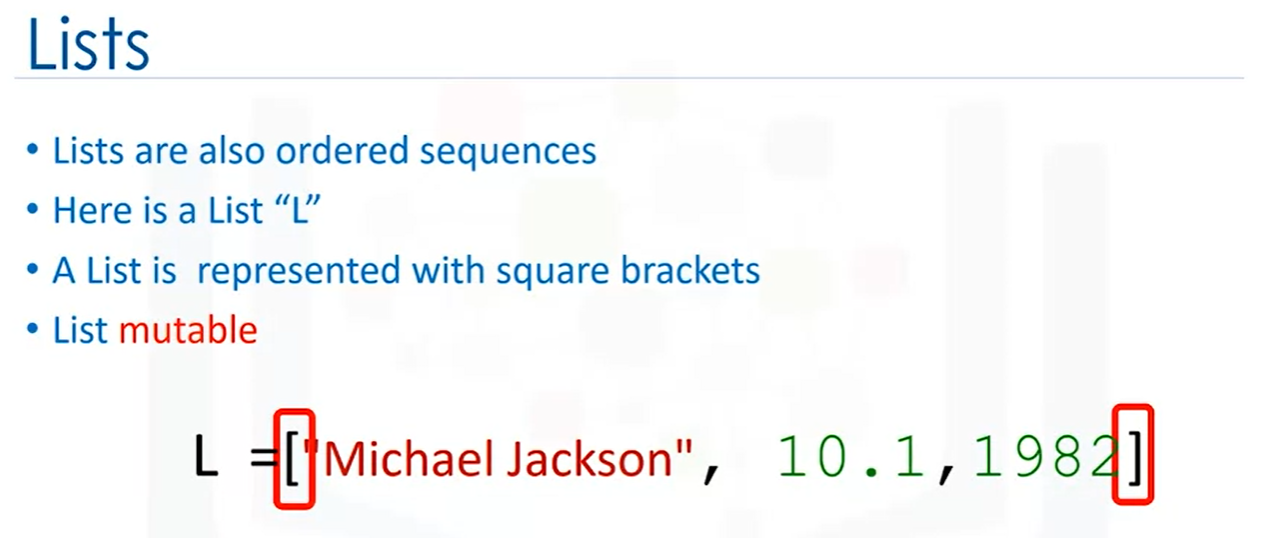 Lists
• Lists are also ordered sequences
• Here is a List “L”
• A List is  represented with square brackets
• List mutable
L =["Michael Jackson", 10.1,1982]